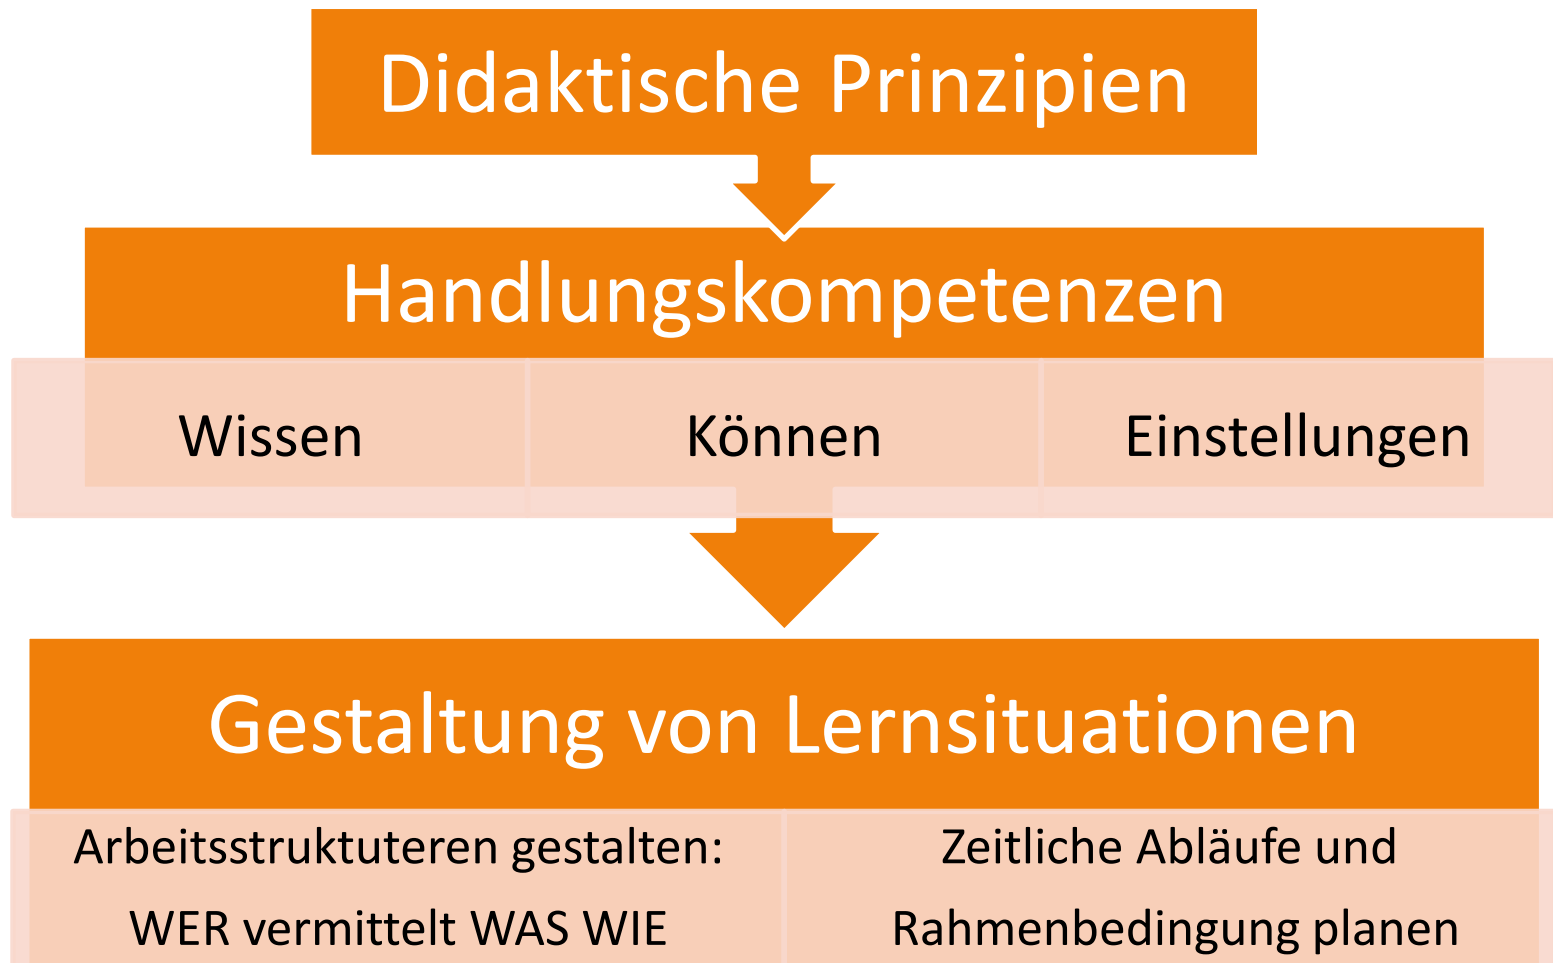 Didaktische Prinzipien
Handlungskompetenzen
Wissen
Können
Einstellungen
Gestaltung von Lernsituationen
Arbeitsstruktuteren gestalten:
WER vermittelt WAS WIE
Zeitliche Abläufe und
Rahmenbedingung planen